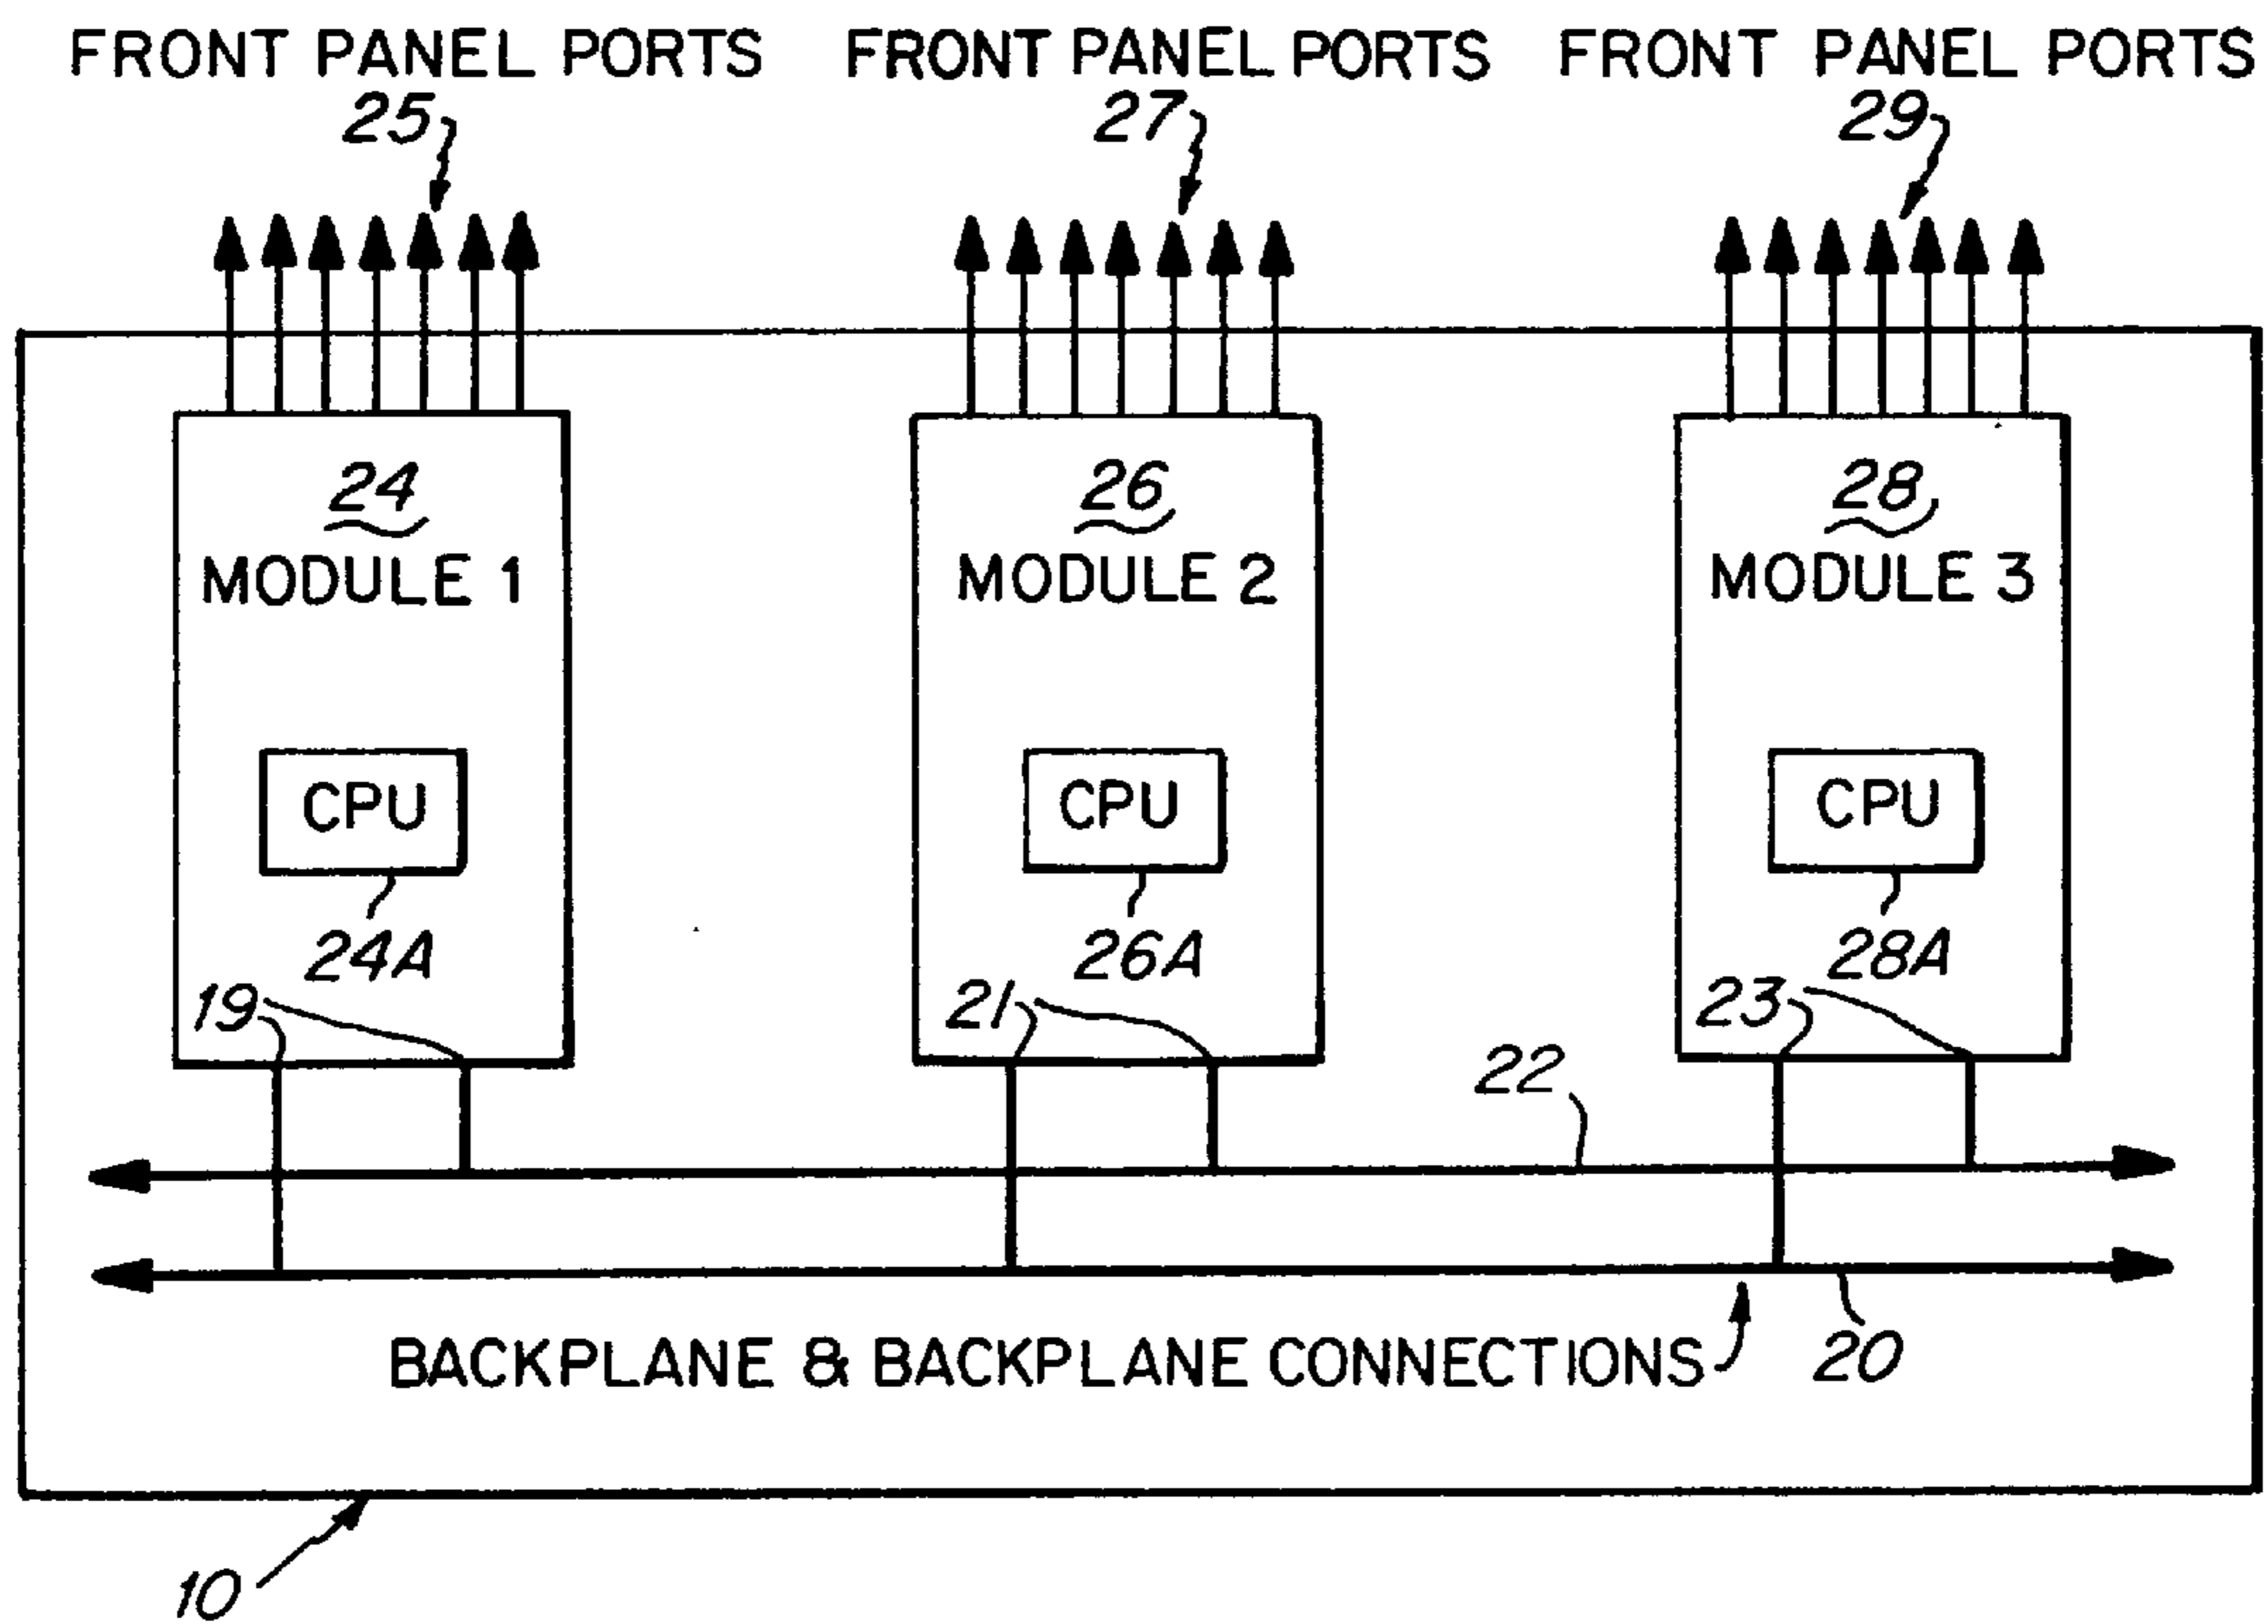 FRONT PANEL PORTS FRONT PANEL PORTS FRONT PANEL PORTS
25 27 29
24 26 28
MODULE 1 MODULE 2 MODULE 3
CPU CPU CPU
24A 26A 28A
19 21 23
22
BACKPLANE & BACKPLANE CONNECTIONS 20
10